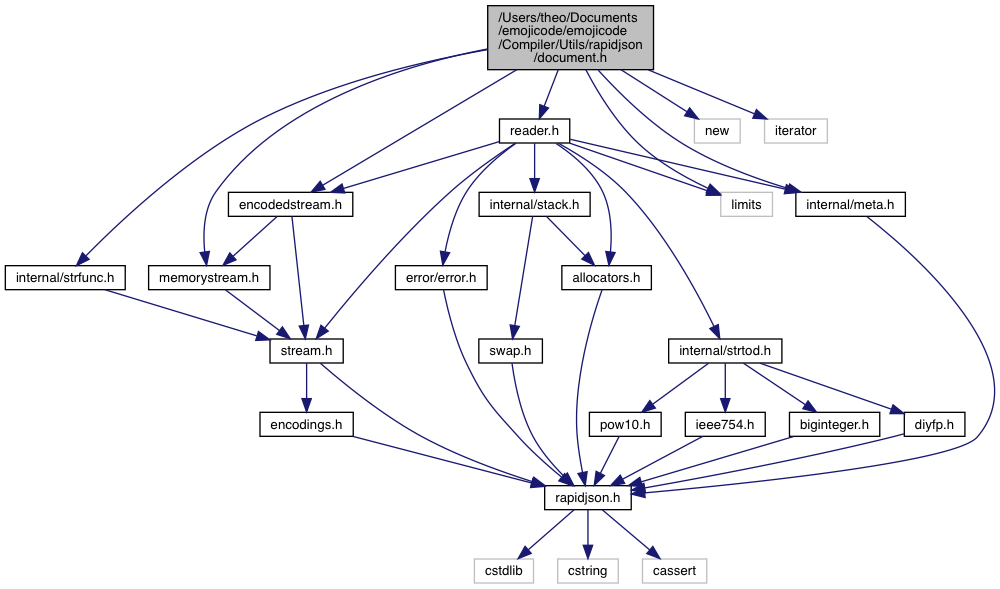 /Users/theo/Documents
/emojicode/emojicode
/Compiler/Utils/rapidjson
/document.h
reader.h
new
iterator
encodedstream.h
internal/stack.h
limits
internal/meta.h
internal/strfunc.h
memorystream.h
error/error.h
allocators.h
stream.h
swap.h
internal/strtod.h
encodings.h
pow10.h
ieee754.h
biginteger.h
diyfp.h
rapidjson.h
cstdlib
cstring
cassert